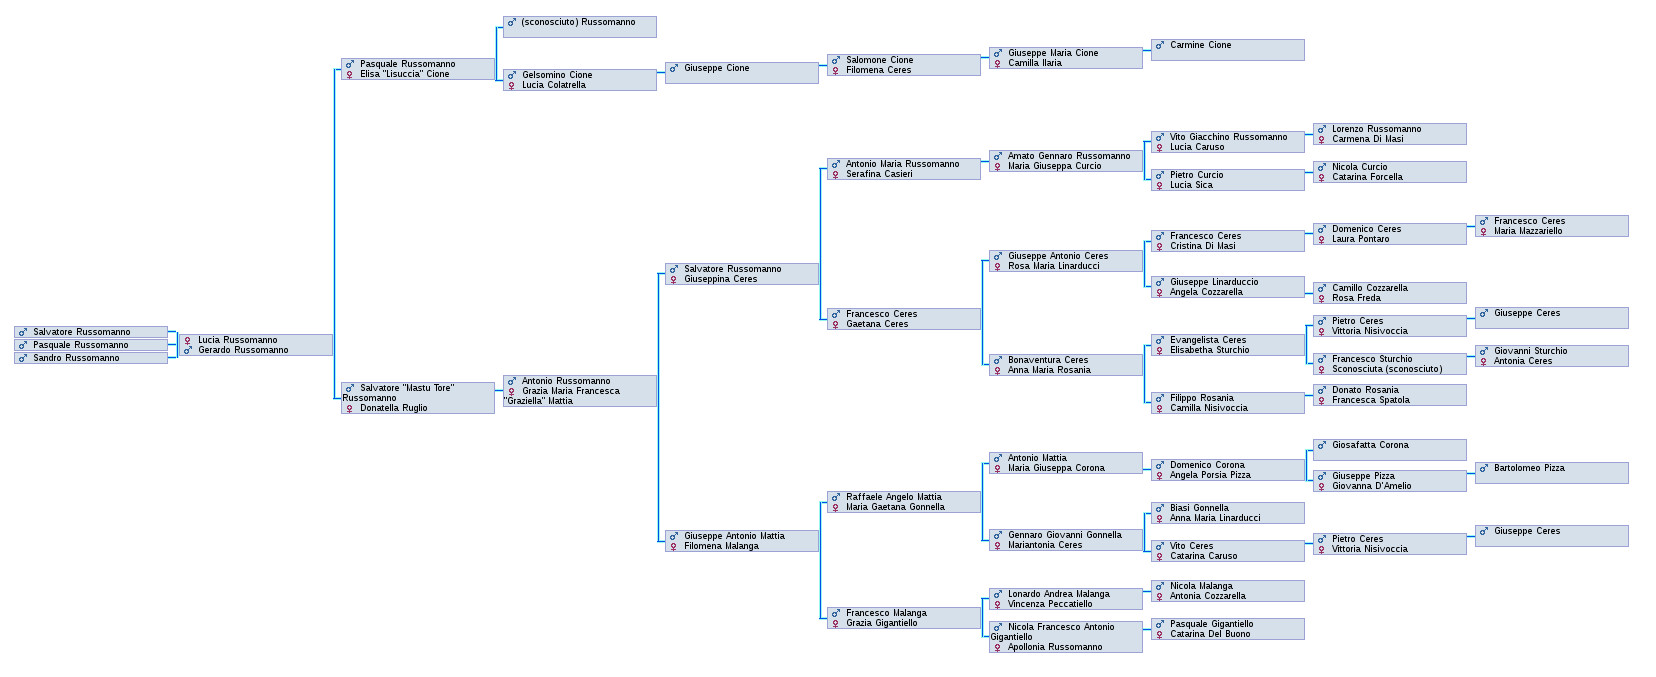 Salvatore Russomanno
Pasquale Russomanno
Sandro Russomanno
Lucia Russomanno
Gerardo Russomanno
Pasquale Russomanno
Elisa "Lisuccia" Cione
Salvatore "Mastu Tore"
Russomanno
Donatella Ruglio
(sconosciuto) Russomanno
Gelsomino Cione
Lucia Colatrella
Antonio Russomanno
Grazia Maria Francesca
"Graziella" Mattia
Giuseppe Cione
Salvatore Russomanno
Giuseppina Ceres
Giuseppe Antonio Mattia
Filomena Malanga
Salomone Cione
Filomena Ceres
Antonio Maria Russomanno
Serafina Casieri
Francesco Ceres
Gaetana Ceres
Raffaele Angelo Mattia
Maria Gaetana Gonnella
Francesco Malanga
Grazia Gigantiello
Giuseppe Maria Cione
Camilla Ilaria
Amato Gennaro Russomanno
Maria Giuseppa Curcio
Giuseppe Antonio Ceres
Rosa Maria Linarducci
Bonaventura Ceres
Anna Maria Rosania
Antonio Mattia
Maria Giuseppa Corona
Gennaro Giovanni Gonnella
Mariantonia Ceres
Lonardo Andrea Malanga
Vincenza Peccatiello
Nicola Francesco Antonio
Gigantiello
Apollonia Russomanno
Carmine Cione
Vito Giacchino Russomanno
Lucia Caruso
Pietro Curcio
Lucia Sica
Francesco Ceres
Cristina Di Masi
Giuseppe Linarduccio
Angela Cozzarella
Evangelista Ceres
Elisabetha Sturchio
Filippo Rosania
Camilla Nisivoccia
Domenico Corona
Angela Porsia Pizza
Biasi Gonnella
Anna Maria Linarducci
Vito Ceres
Catarina Caruso
Nicola Malanga
Antonia Cozzarella
Pasquale Gigantiello
Catarina Del Buono
Lorenzo Russomanno
Carmena Di Masi
Nicola Curcio
Catarina Forcella
Domenico Ceres
Laura Pontaro
Camillo Cozzarella
Rosa Freda
Pietro Ceres
Vittoria Nisivoccia
Francesco Sturchio
Sconosciuta (sconosciuto)
Donato Rosania
Francesca Spatola
Giosafatta Corona
Giuseppe Pizza
Giovanna D'Amelio
Pietro Ceres
Vittoria Nisivoccia
Francesco Ceres
Maria Mazzariello
Giuseppe Ceres
Giovanni Sturchio
Antonia Ceres
Bartolomeo Pizza
Giuseppe Ceres